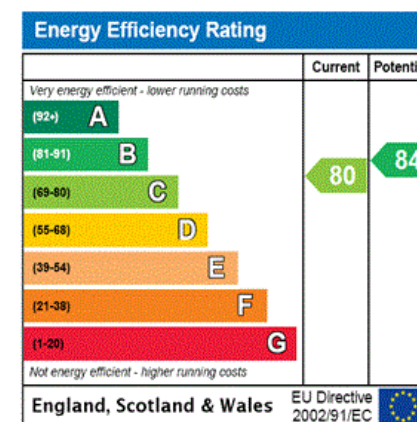 Energy Efficiency Rating
Current Potenti
Very energy efficient - lower running costs
(92+) A
(81-91) B
(69-80) C
80
84
(55-68) D
(39-54) E
(21-38) F
(1-20) G
Not energy efficient - higher running costs
England, Scotland & Wales
EU Directive
2002/91/EC